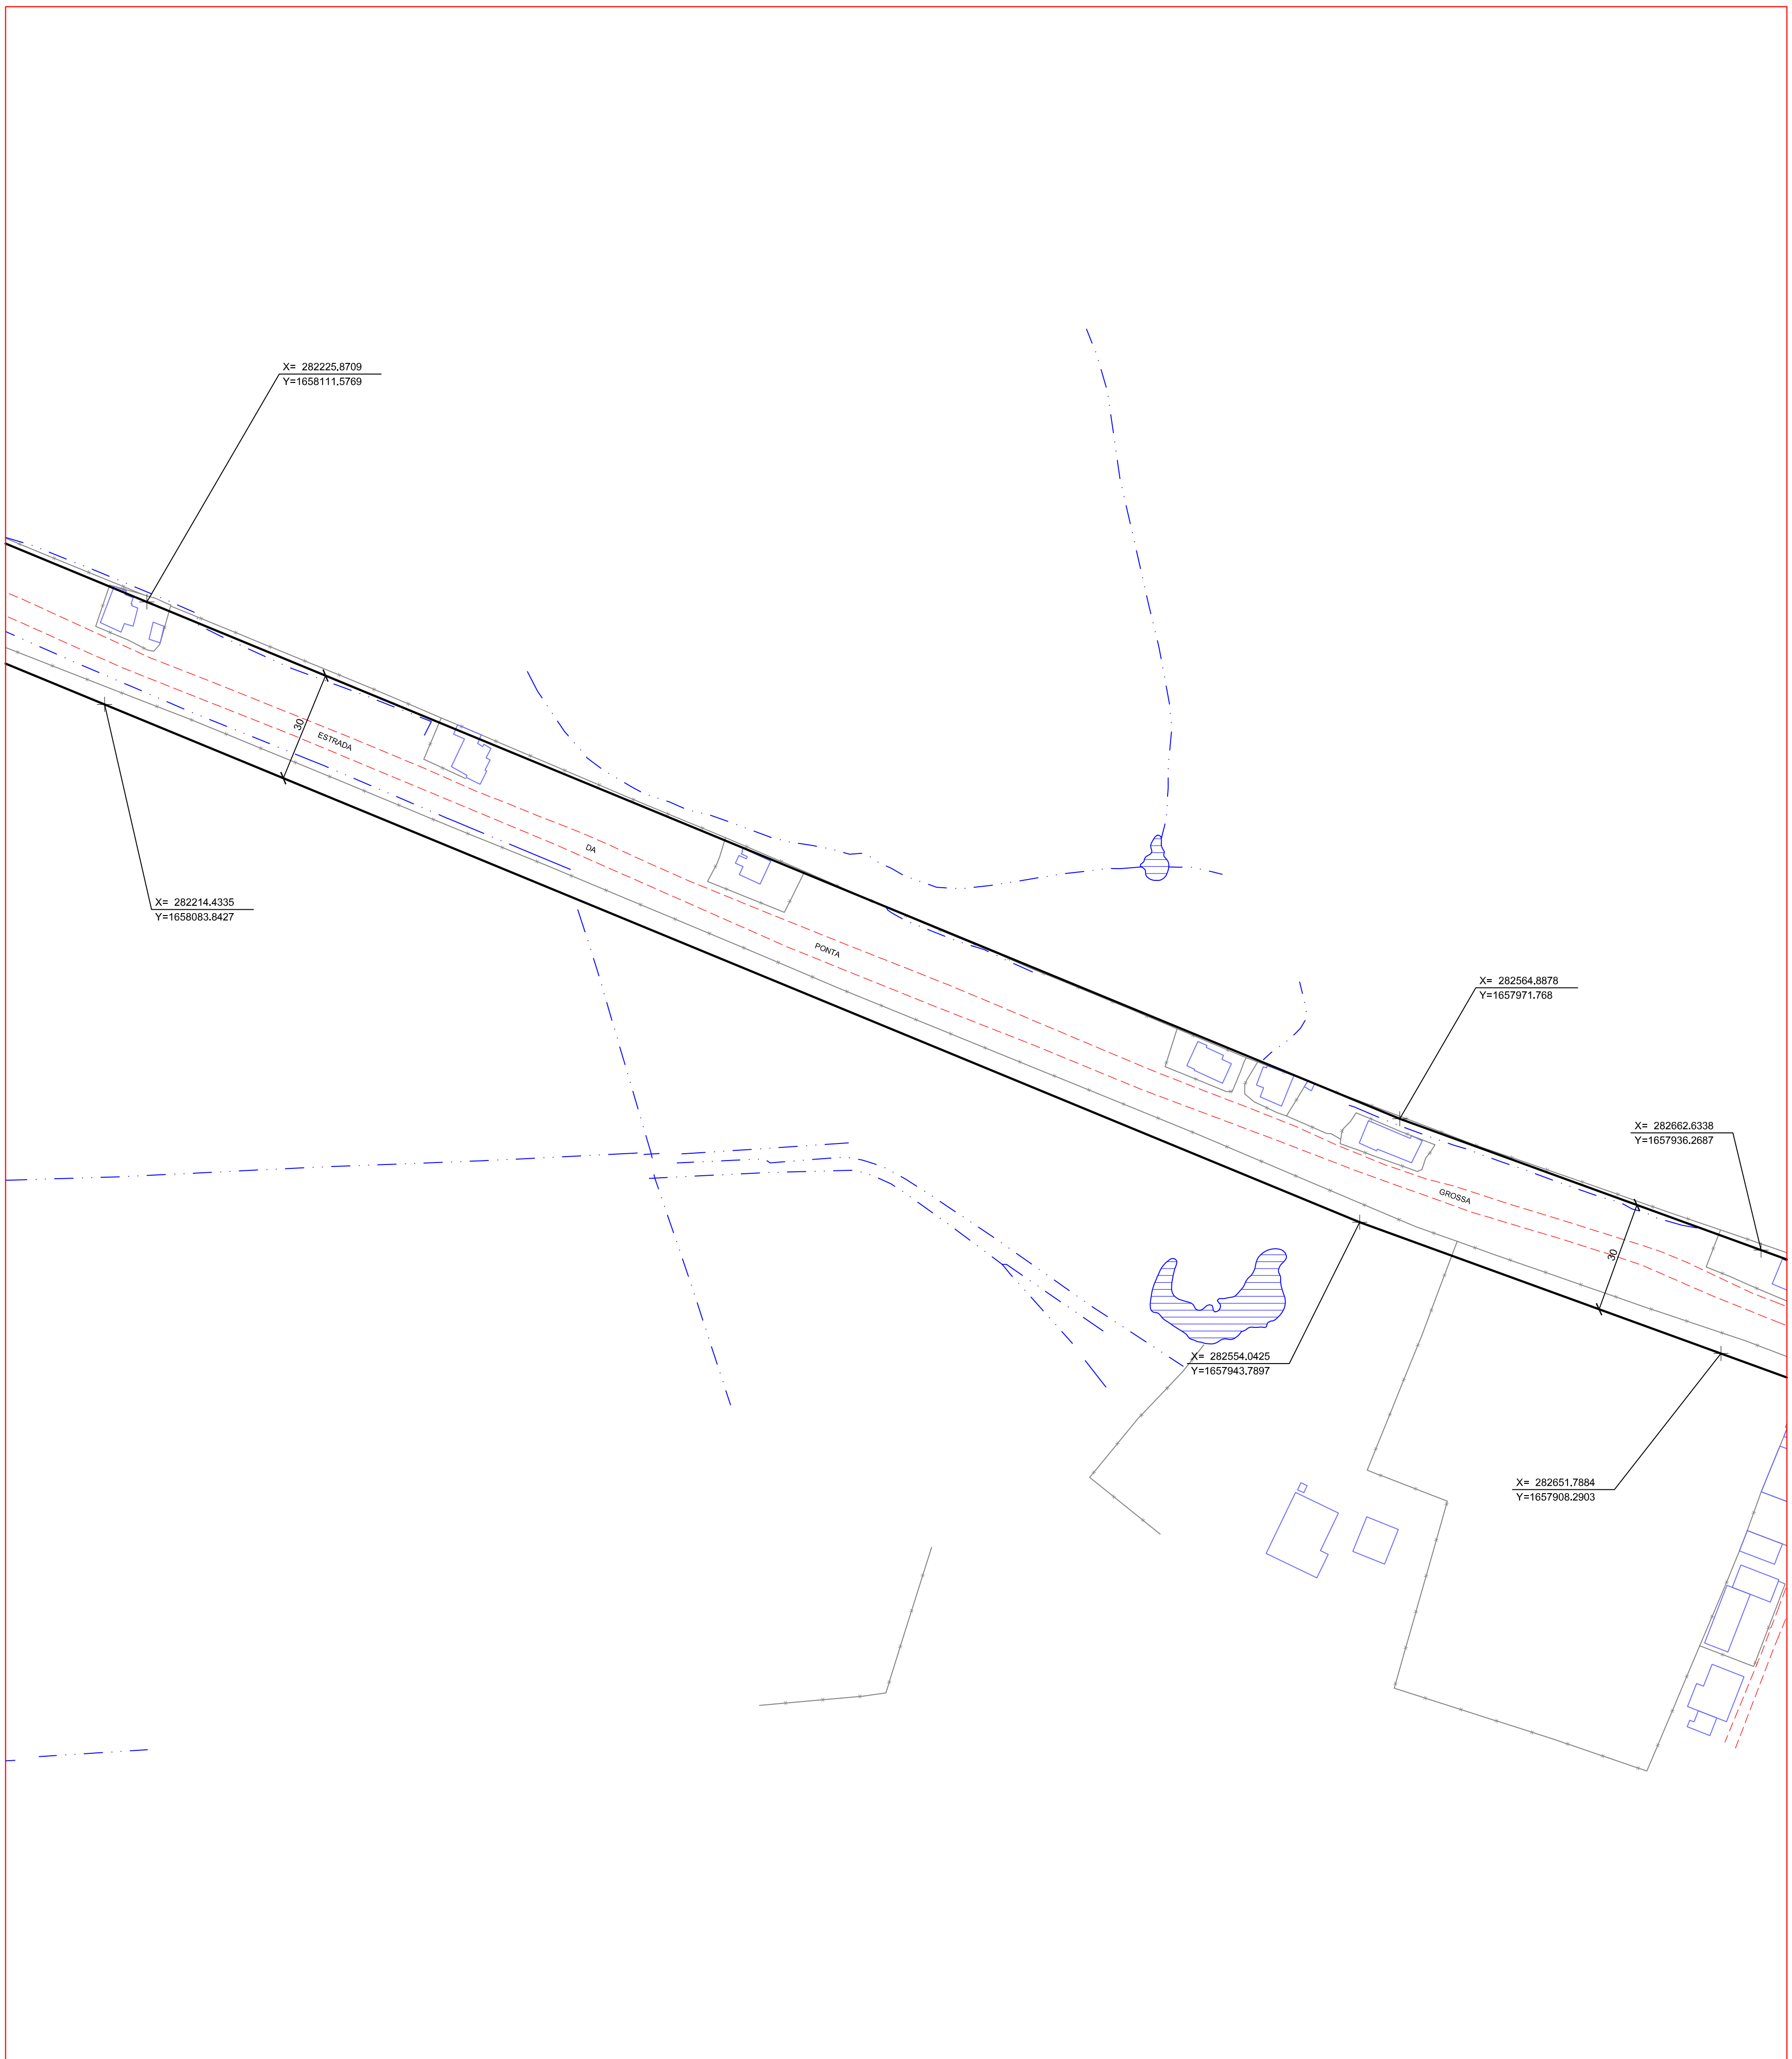 X= 282225.8709
Y=1658111.5769
30
ESTRADA
DA
X= 282214.4335
Y=1658083.8427
PONTA
X= 282564.8878
Y=1657971.768
X= 282662.6338
Y=1657936.2687
GROSSA
30
X= 282554.0425
Y=1657943.7897
X= 282651.7884
Y=1657908.2903